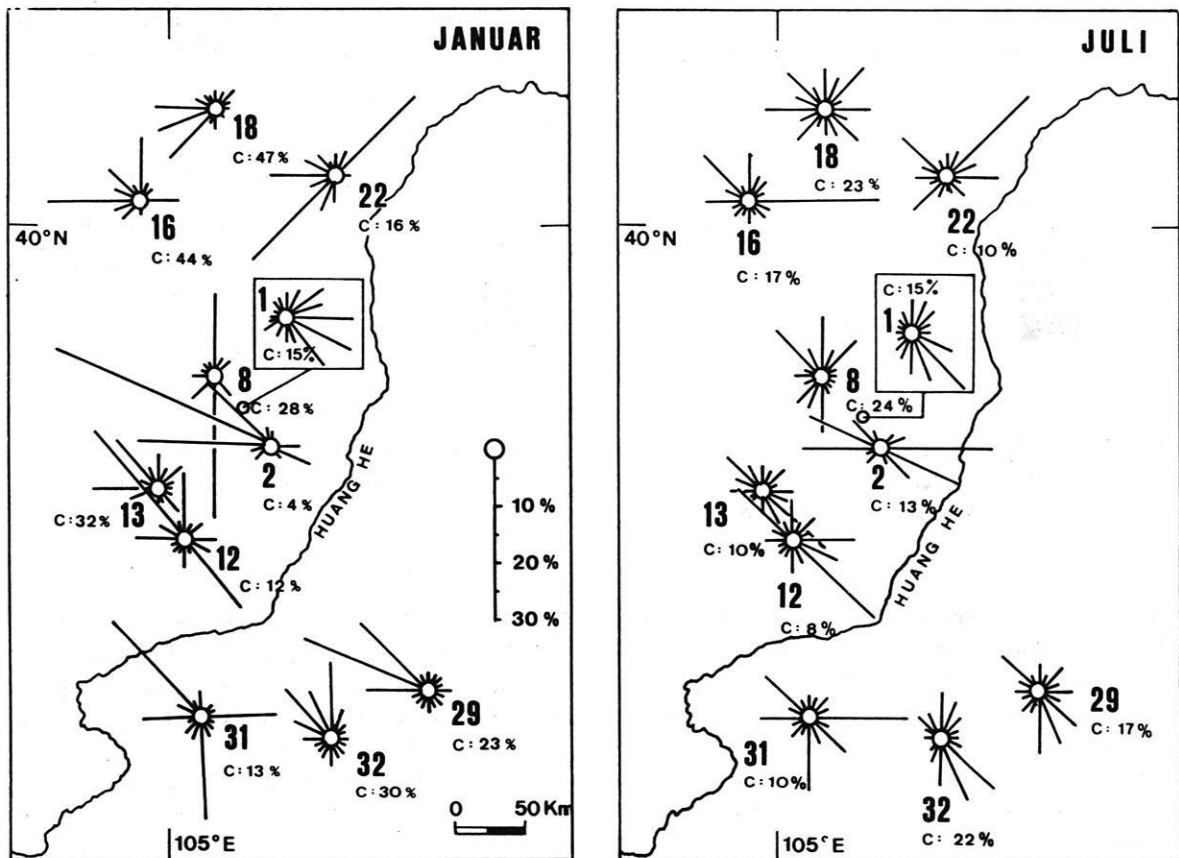 JANUAR
18
C: 47%
22
C: 16%
16
C: 44%
40°N
1
C: 15%
8
C: 28%
2
C: 4%
HUANG HE
13
C: 32%
12
C: 12%
10%
20%
30%
31
C: 13%
32
C: 30%
29
C: 23%
0 50 Km
105°E
JULI
18
C: 23%
22
C: 10%
16
C: 17%
40°N
C: 15%
1
8
C: 24%
2
C: 13%
HUANG HE
13
C: 10%
12
C: 8%
29
C: 17%
31
C: 10%
32
C: 22%
105°E